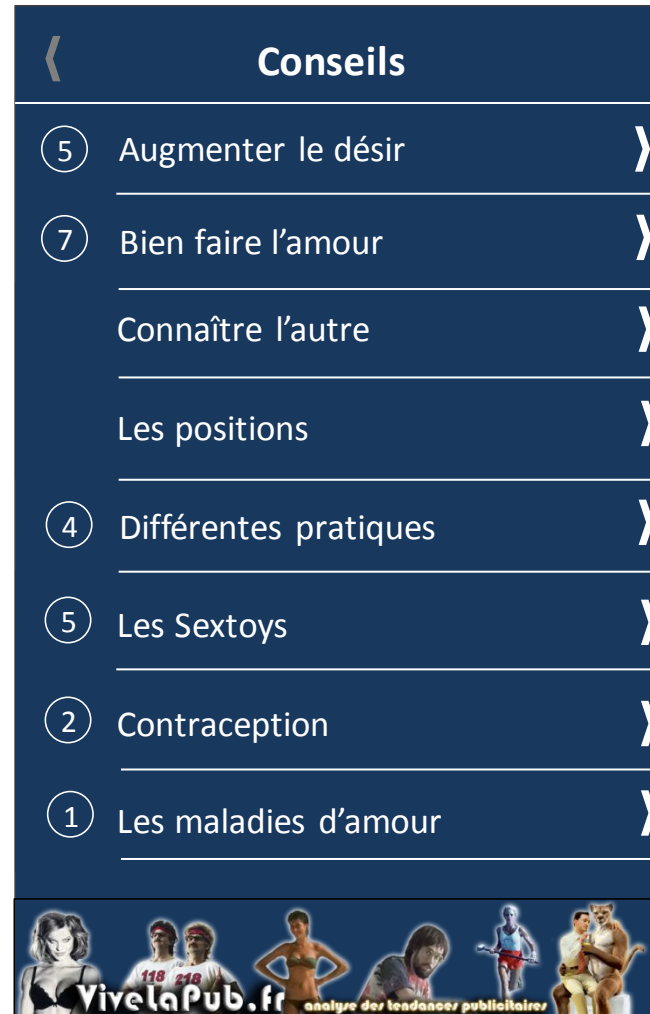 Conseils
5 Augmenter le désir
7 Bien faire l'amour
Connaître l'autre
Les positions
4 Différentes pratiques
5 Les Sextoys
2 Contraception
1 Les maladies d'amour
118 218
ViveLaPub.fr analyse des tendances publicitaires